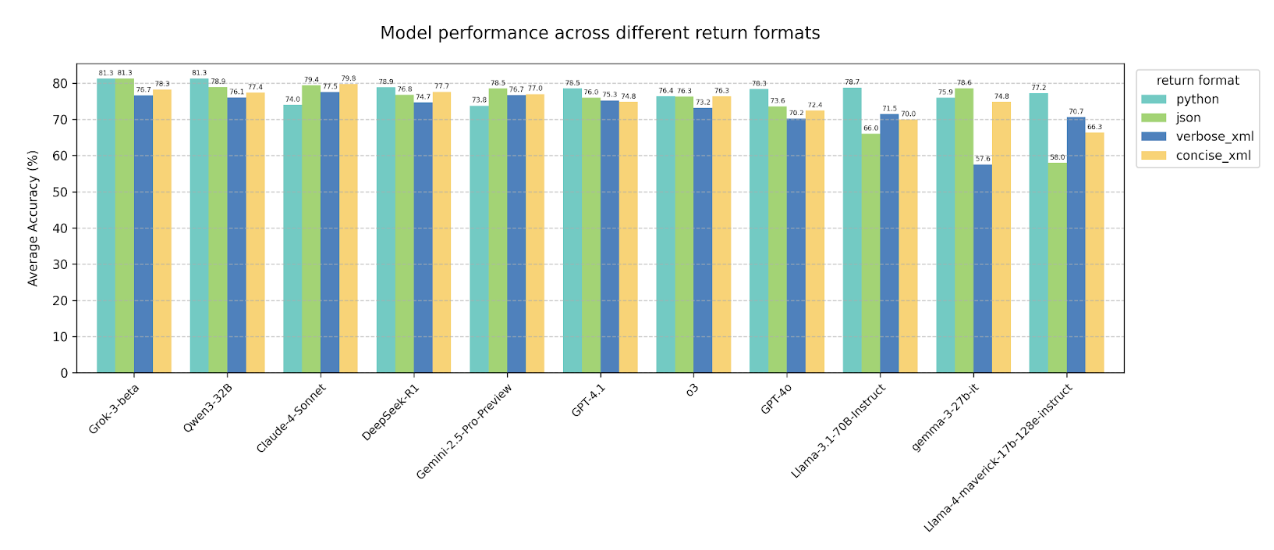 Model performance across different return formats
Average Accuracy (%)
80
70
60
50
40
30
20
10
0
81.3 81.3 76.7 78.3
81.3 78.9 76.1 77.4
74.0 79.4 77.5 79.8
78.9 76.8 74.7 77.7
73.8 78.5 76.7 77.0
78.5 76.0 75.3 74.8
76.4 76.3 73.2 76.3
78.3 73.6 70.2 72.4
78.7 66.0 71.5 70.0
75.9 78.6 57.6 74.8
77.2 58.0 70.7 66.3
Grok-3-beta
Qwen3-32B
Claude-4-Sonnet
DeepSeek-R1
Gemini-2.5-Pro-Preview
GPT-4.1
o3
GPT-4o
Llama-3.1-70B-Instruct
gemma-3-27b-it
Llama-4-maverick-17b-128e-instruct
return format
python
json
verbose_xml
concise_xml